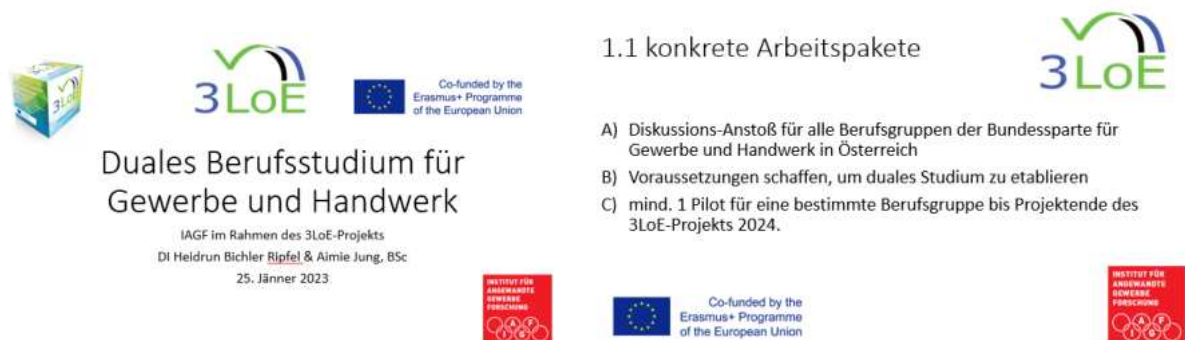 3LoE
3LoE
Co-funded by the
Erasmus+ Programme
of the European Union
Duales Berufsstudium für
Gewerbe und Handwerk
IAGF im Rahmen des 3LoE-Projekts
DI Heidrun Bichler Ripfel & Aimie Jung, BSc
25. Jänner 2023
INSTITUT FÜR
ANGEWANDTE
GEWERBE
FORSCHUNG
I A G F
1.1 konkrete Arbeitspakete
3LoE
A) Diskussions-Anstoß für alle Berufsgruppen der Bundessparte für
Gewerbe und Handwerk in Österreich
B) Voraussetzungen schaffen, um duales Studium zu etablieren
C) mind. 1 Pilot für eine bestimmte Berufsgruppe bis Projektende des
3LoE-Projekts 2024.
Co-funded by the
Erasmus+ Programme
of the European Union
INSTITUT FÜR
ANGEWANDTE
GEWERBE
FORSCHUNG
I A G F